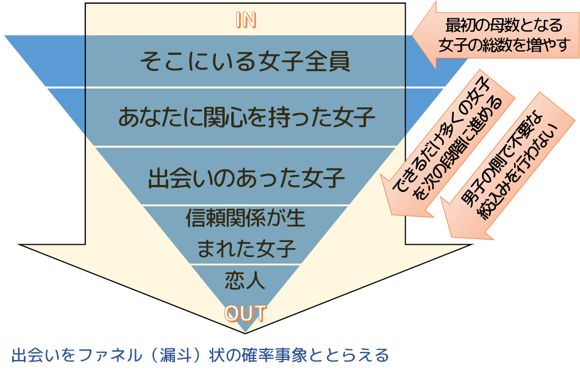 IN
最初の母数となる
女子の総数を増やす
そこにいる女子全員
あなたに関心を持った女子
出会いのあった女子
できるだけ多くの女子
を次の段階に進める
男子の側で不要な
絞込みを行わない
信頼関係が生
まれた女子
恋人
OUT
出会いをファネル（漏斗）状の確率事象ととらえる